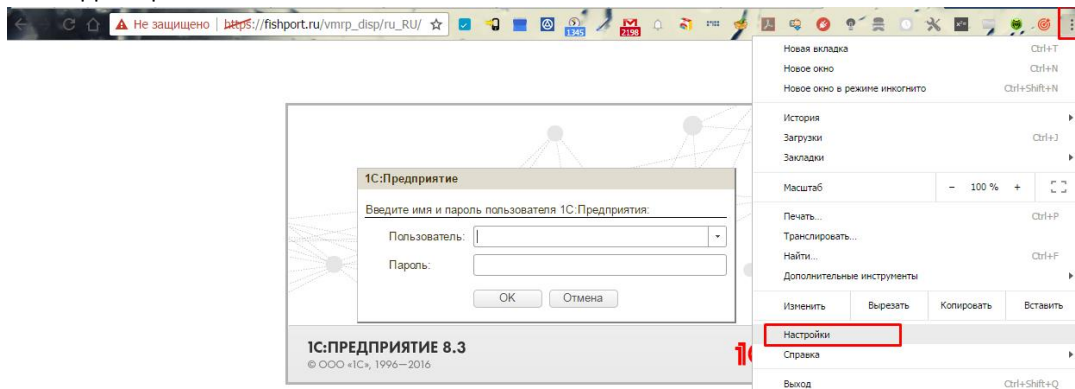 Не защищено | https://fishport.ru/vmrp_disp/ru_RU/
1345
2198
Новая вкладка Ctrl+T
Новое окно Ctrl+N
Новое окно в режиме инкогнито Ctrl+Shift+N
История
Загрузки Ctrl+J
Закладки
Масштаб − 100 % +
Печать... Ctrl+P
Транслировать...
Найти... Ctrl+F
Дополнительные инструменты
Изменить Вырезать Копировать Вставить
Настройки
Справка
Выход Ctrl+Shift+Q
1С:Предприятие
Введите имя и пароль пользователя 1С:Предприятия:
Пользователь:
Пароль:
OK Отмена
1С:ПРЕДПРИЯТИЕ 8.3
© ООО «1С», 1996—2016
1С